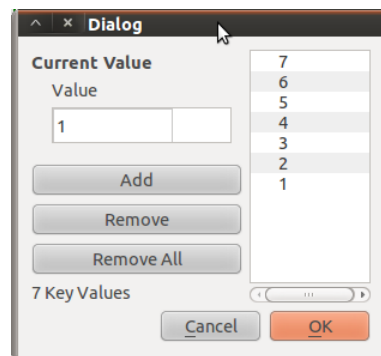 Dialog
Current Value
Value
1
Add
Remove
Remove All
7 Key Values
7
6
5
4
3
2
1
Cancel
OK